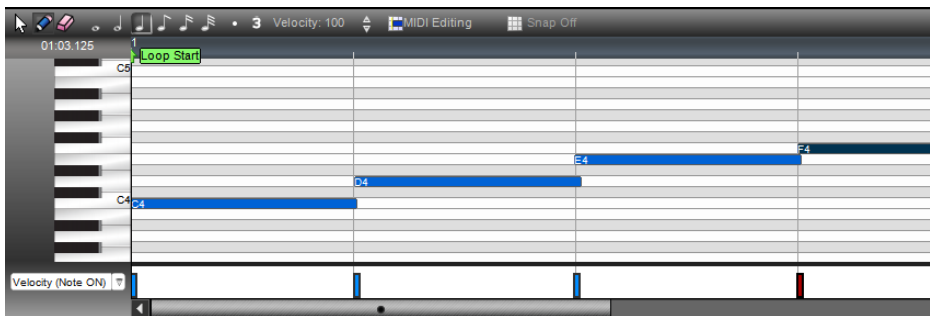 3 Velocity: 100 MIDI Editing Snap Off
01:03.125 1
Loop Start
C5
F4
E4
D4
C4 C4
Velocity (Note ON)